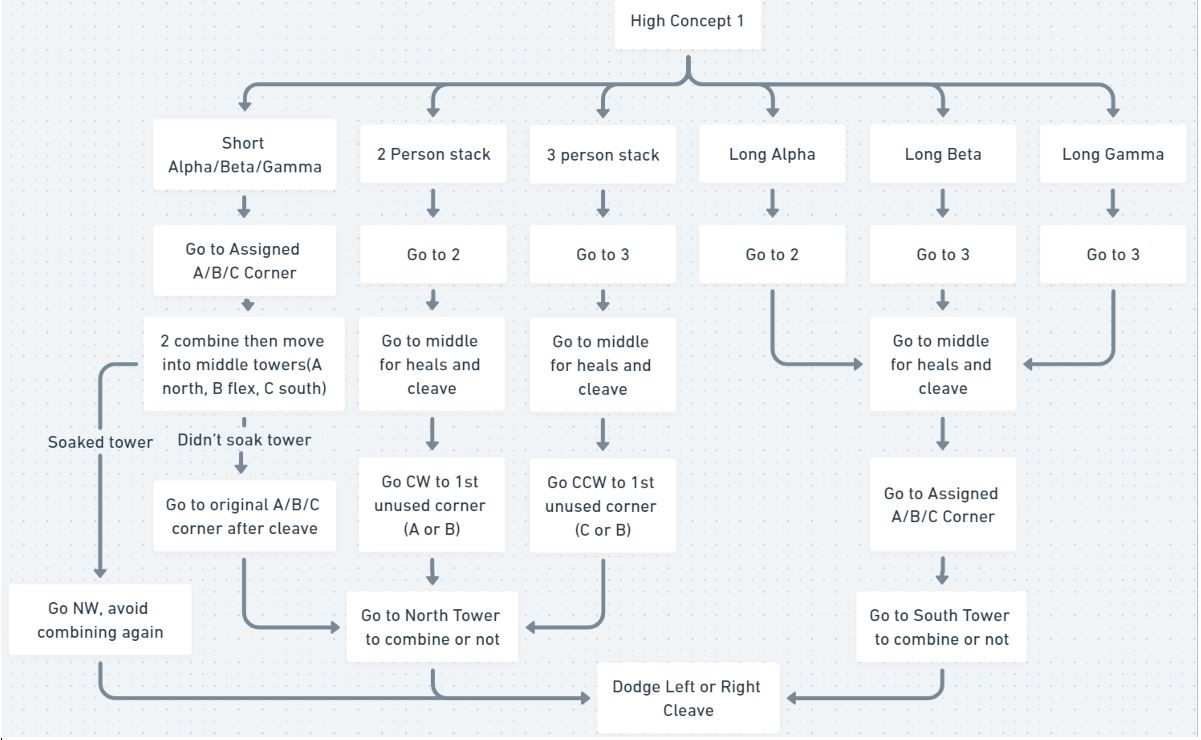 High Concept 1
Short
Alpha/Beta/Gamma
2 Person stack
3 person stack
Long Alpha
Long Beta
Long Gamma
Go to Assigned
A/B/C Corner
Go to 2
Go to 3
Go to 2
Go to 3
Go to 3
2 combine then move
into middle towers(A
north, B flex, C south)
Go to middle
for heals and
cleave
Go to middle
for heals and
cleave
Go to middle
for heals and
cleave
Soaked tower
Didn't soak tower
Go to original A/B/C
corner after cleave
Go CW to 1st
unused corner
(A or B)
Go CCW to 1st
unused corner
(C or B)
Go to Assigned
A/B/C Corner
Go NW, avoid
combining again
Go to North Tower
to combine or not
Go to South Tower
to combine or not
Dodge Left or Right
Cleave